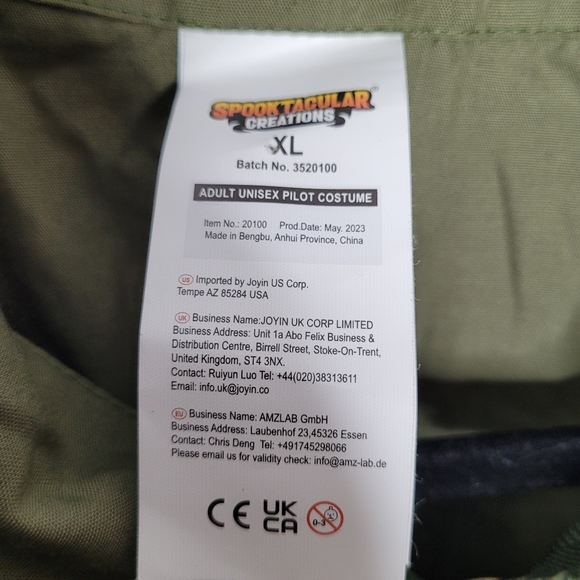 SPOOKTACULAR
CREATIONS
XL
Batch No. 3520100
ADULT UNISEX PILOT COSTUME
Item No.: 20100 Prod.Date: May. 2023
Made in Bengbu, Anhui Province, China
US Imported by Joyin US Corp.
Tempe AZ 85284 USA
UK Business Name:JOYIN UK CORP LIMITED
Business Address: Unit 1a Abo Felix Business &
Distribution Centre, Birrell Street, Stoke-On-Trent,
United Kingdom, ST4 3NX.
Contact: Ruiyun Luo Tel: +44(020)38313611
Email: info.uk@joyin.co
EU Business Name: AMZLAB GmbH
Business Address: Laubenhof 23,45326 Essen
Contact: Chris Deng Tel: +491745298066
Please email us for validity check: info@amz-lab.de
CE UK
CA 0-3